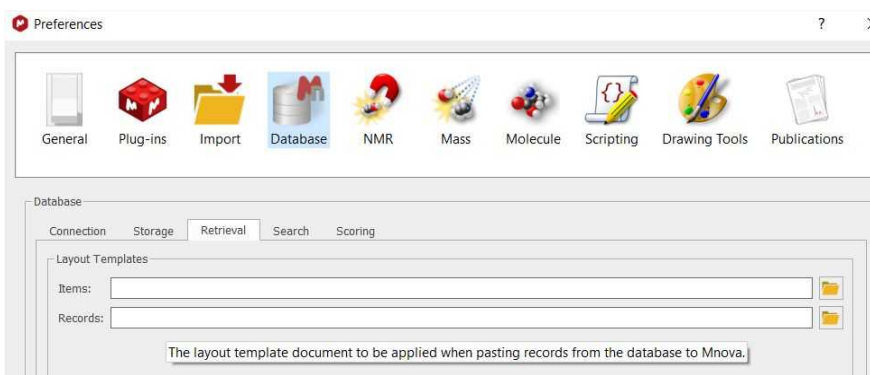 Preferences ?
General Plug-ins Import Database NMR Mass Molecule Scripting Drawing Tools Publications
Database
Connection Storage Retrieval Search Scoring
Layout Templates
Items:
Records:
The layout template document to be applied when pasting records from the database to Mnova.